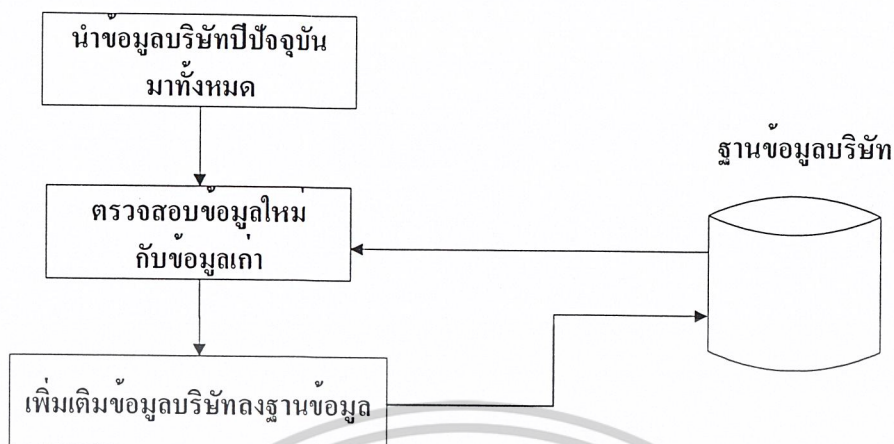 นำข้อมูลบริษัทปีปัจจุบัน
มาทั้งหมด
ฐานข้อมูลบริษัท
ตรวจสอบข้อมูลใหม่
กับข้อมูลเก่า
เพิ่มเติมข้อมูลบริษัทลงฐานข้อมูล